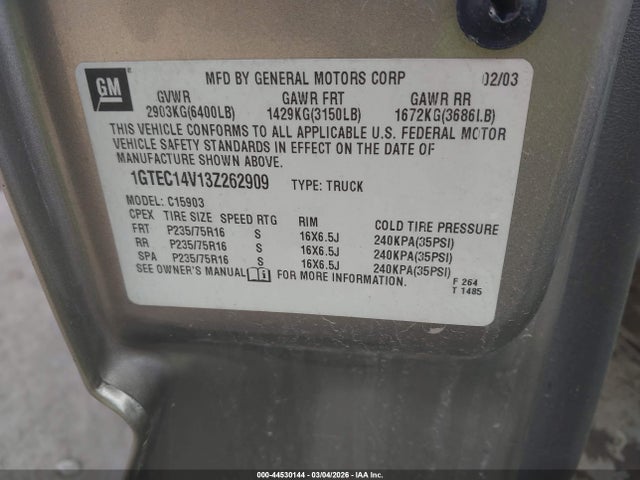 GM
MFD BY GENERAL MOTORS CORP 02/03
GVWR GAWR FRT GAWR RR
2903KG(6400LB) 1429KG(3150LB) 1672KG(3686LB)
THIS VEHICLE CONFORMS TO ALL APPLICABLE U.S. FEDERAL MOTOR
VEHICLE SAFETY STANDARDS IN EFFECT ON THE DATE OF
MANUFACTURE SHOWN ABOVE.
1GTEC14V13Z262909 TYPE: TRUCK
MODEL: C15903
CPEX TIRE SIZE SPEED RTG RIM COLD TIRE PRESSURE
FRT P235/75R16 S 16X6.5J 240KPA(35PSI)
RR P235/75R16 S 16X6.5J 240KPA(35PSI)
SPA P235/75R16 S 16X6.5J 240KPA(35PSI)
SEE OWNER'S MANUAL FOR MORE INFORMATION.
F 264
T 1485
000-44530144 - 03/04/2026 - IAA Inc.